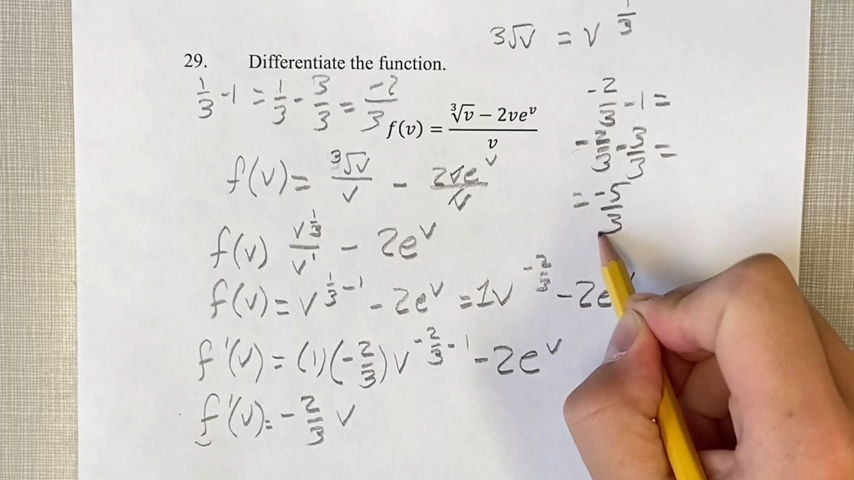 3√v = v^(1/3)
29. Differentiate the function.
1/3 - 1 = 1/3 - 3/3 = -2/3
f(v) = (∛v − 2ve^v)/v
-2/3 - 1 =
-2/3 - 3/3 =
= -5/3
f(v) = 3√v/v - 2ve^v/v
f(v) v^(1/3)/v^1 - 2e^v
f(v) = v^(1/3 - 1) - 2e^v = 1v^(-2/3) - 2e
f'(v) = (1)(-2/3)v^(-2/3 - 1) - 2e^v
f'(v) = -2/3 v